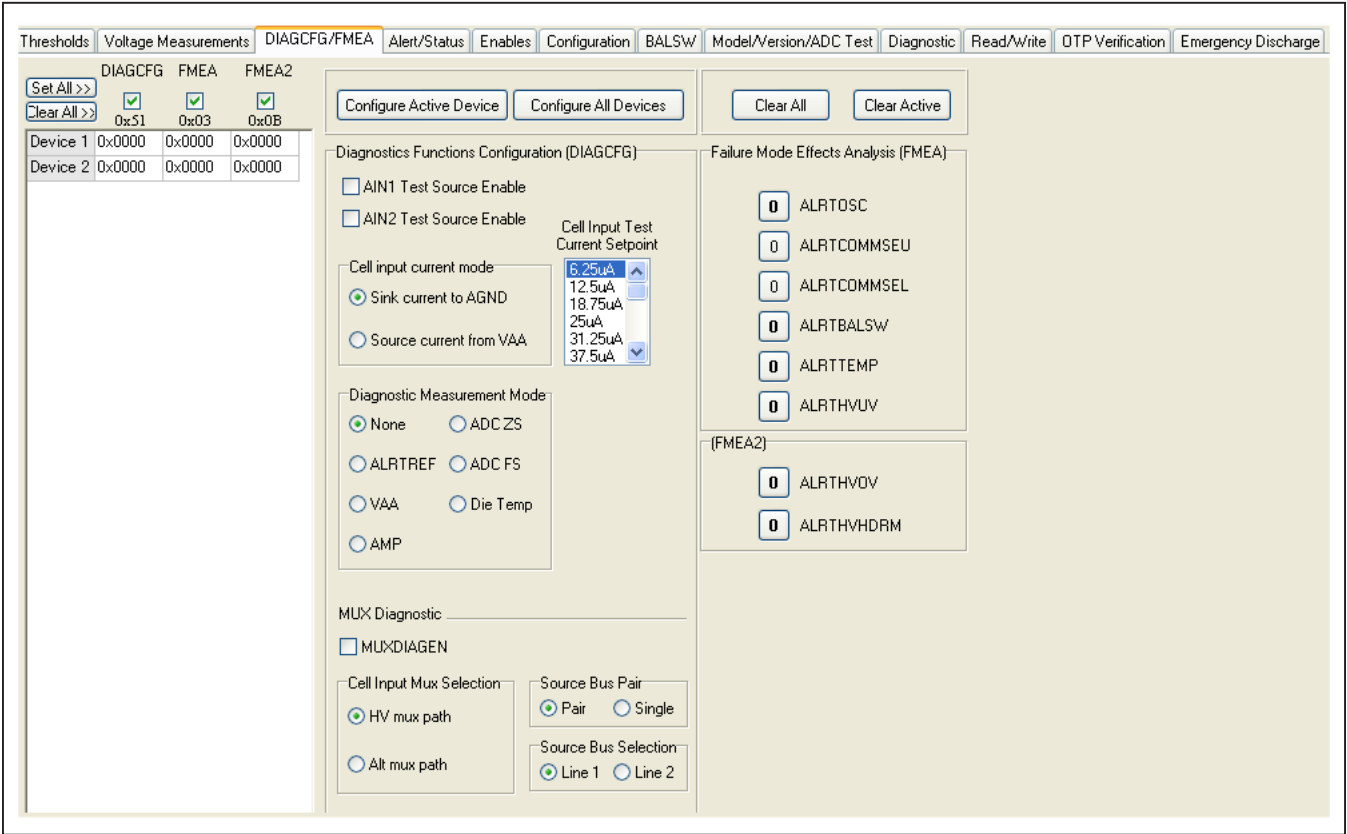 Thresholds Voltage Measurements DIAGCFG/FMEA Alert/Status Enables Configuration BALSW Model/Version/ADC Test Diagnostic Read/Write OTP Verification Emergency Discharge
DIAGCFG FMEA FMEA2
Set All >>
Clear All >>
0x51 0x03 0x0B
Device 1 0x0000 0x0000 0x0000
Device 2 0x0000 0x0000 0x0000
Configure Active Device Configure All Devices
Clear All Clear Active
Diagnostics Functions Configuration (DIAGCFG)
AIN1 Test Source Enable
AIN2 Test Source Enable
Cell Input Test
Current Setpoint
6.25uA
12.5uA
18.75uA
25uA
31.25uA
37.5uA
Cell input current mode
Sink current to AGND
Source current from VAA
Diagnostic Measurement Mode
None ADC ZS
ALRTREF ADC FS
VAA Die Temp
AMP
MUX Diagnostic
MUXDIAGEN
Cell Input Mux Selection
HV mux path
Alt mux path
Source Bus Pair
Pair Single
Source Bus Selection
Line 1 Line 2
Failure Mode Effects Analysis (FMEA)
0 ALRTOSC
0 ALRTCOMMSEU
0 ALRTCOMMSEL
0 ALRTBALSW
0 ALRTTEMP
0 ALRTHVUV
(FMEA2)
0 ALRTHVOV
0 ALRTHVHDRM